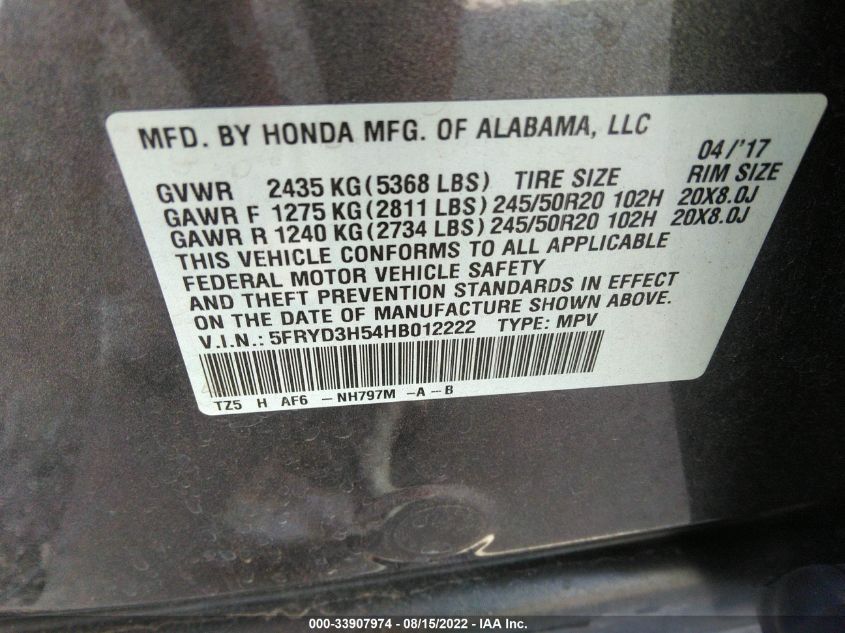 MFD. BY HONDA MFG. OF ALABAMA, LLC
04/'17
GVWR 2435 KG(5368 LBS) TIRE SIZE RIM SIZE
GAWR F 1275 KG(2811 LBS) 245/50R20 102H 20X8.0J
GAWR R 1240 KG(2734 LBS) 245/50R20 102H 20X8.0J
THIS VEHICLE CONFORMS TO ALL APPLICABLE
FEDERAL MOTOR VEHICLE SAFETY
AND THEFT PREVENTION STANDARDS IN EFFECT
ON THE DATE OF MANUFACTURE SHOWN ABOVE.
V.I.N.: 5FRYD3H54HB012222 TYPE: MPV
TZ5 H AF6 -NH797M -A-B
000-33907974 - 08/15/2022 - IAA Inc.